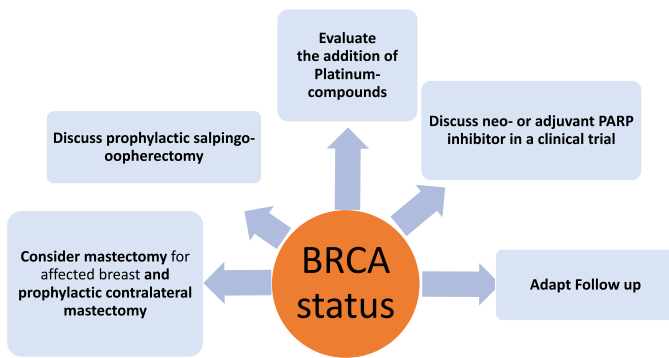 Evaluate
the addition of
Platinum-
compounds
Discuss neo- or adjuvant PARP
inhibitor in a clinical trial
Discuss prophylactic salpingo-
oopherectomy
Consider mastectomy for
affected breast and
prophylactic contralateral
mastectomy
BRCA
status
Adapt Follow up